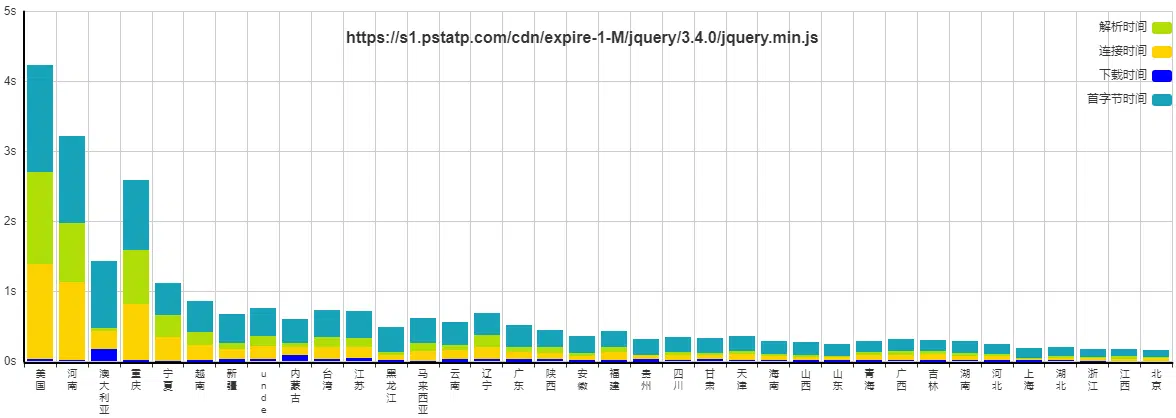 5s
https://s1.pstatp.com/cdn/expire-1-M/jquery/3.4.0/jquery.min.js
解析时间
连接时间
下载时间
首字节时间
4s
3s
2s
1s
0s
美国
河南
澳大利亚
重庆
宁夏
越南
新疆
unde
内蒙古
台湾
江苏
黑龙江
马来西亚
云南
辽宁
广东
陕西
安徽
福建
贵州
四川
甘肃
天津
海南
山西
山东
青海
广西
吉林
湖南
河北
上海
湖北
浙江
江西
北京